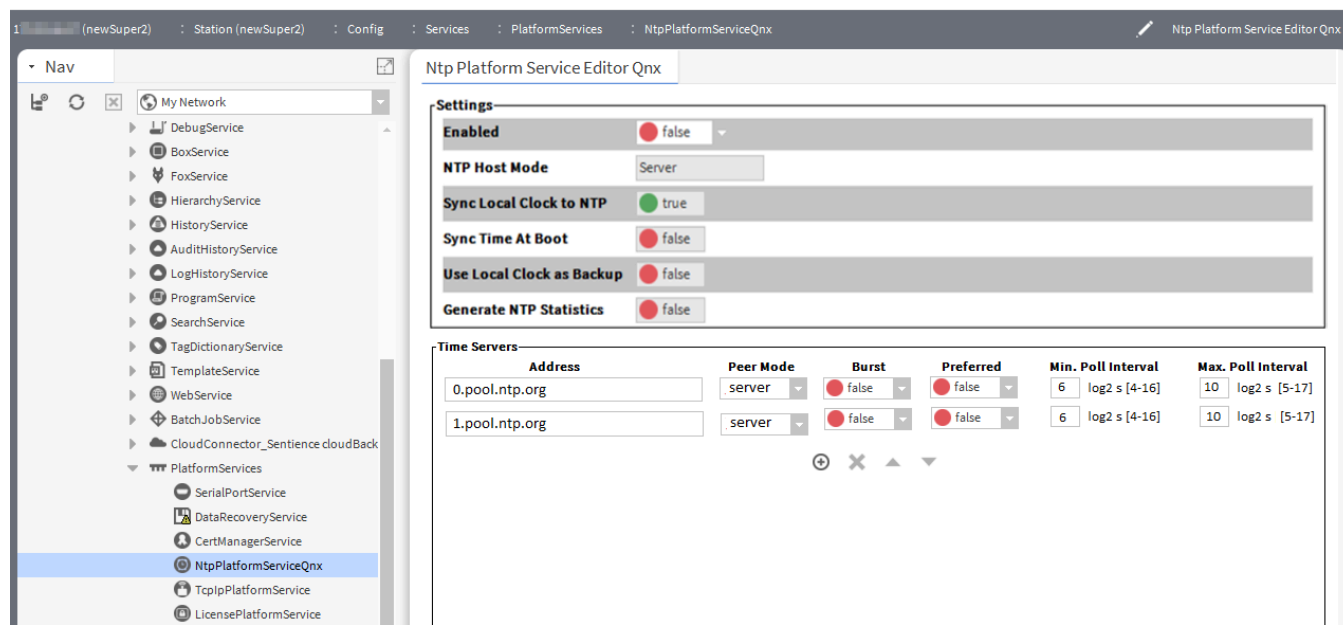 1 (newSuper2) : Station (newSuper2) : Config : Services : PlatformServices : NtpPlatformServiceQnx Ntp Platform Service Editor Qnx
Nav
My Network
DebugService
BoxService
FoxService
HierarchyService
HistoryService
AuditHistoryService
LogHistoryService
ProgramService
SearchService
TagDictionaryService
TemplateService
WebService
BatchJobService
CloudConnector_Sentience cloudBack
PlatformServices
SerialPortService
DataRecoveryService
CertManagerService
NtpPlatformServiceQnx
TcpIpPlatformService
LicensePlatformService
Ntp Platform Service Editor Qnx
Settings
Enabled false
NTP Host Mode Server
Sync Local Clock to NTP true
Sync Time At Boot false
Use Local Clock as Backup false
Generate NTP Statistics false
Time Servers
Address Peer Mode Burst Preferred Min. Poll Interval Max. Poll Interval
0.pool.ntp.org server false false 6 log2 s [4-16] 10 log2 s [5-17]
1.pool.ntp.org server false false 6 log2 s [4-16] 10 log2 s [5-17]